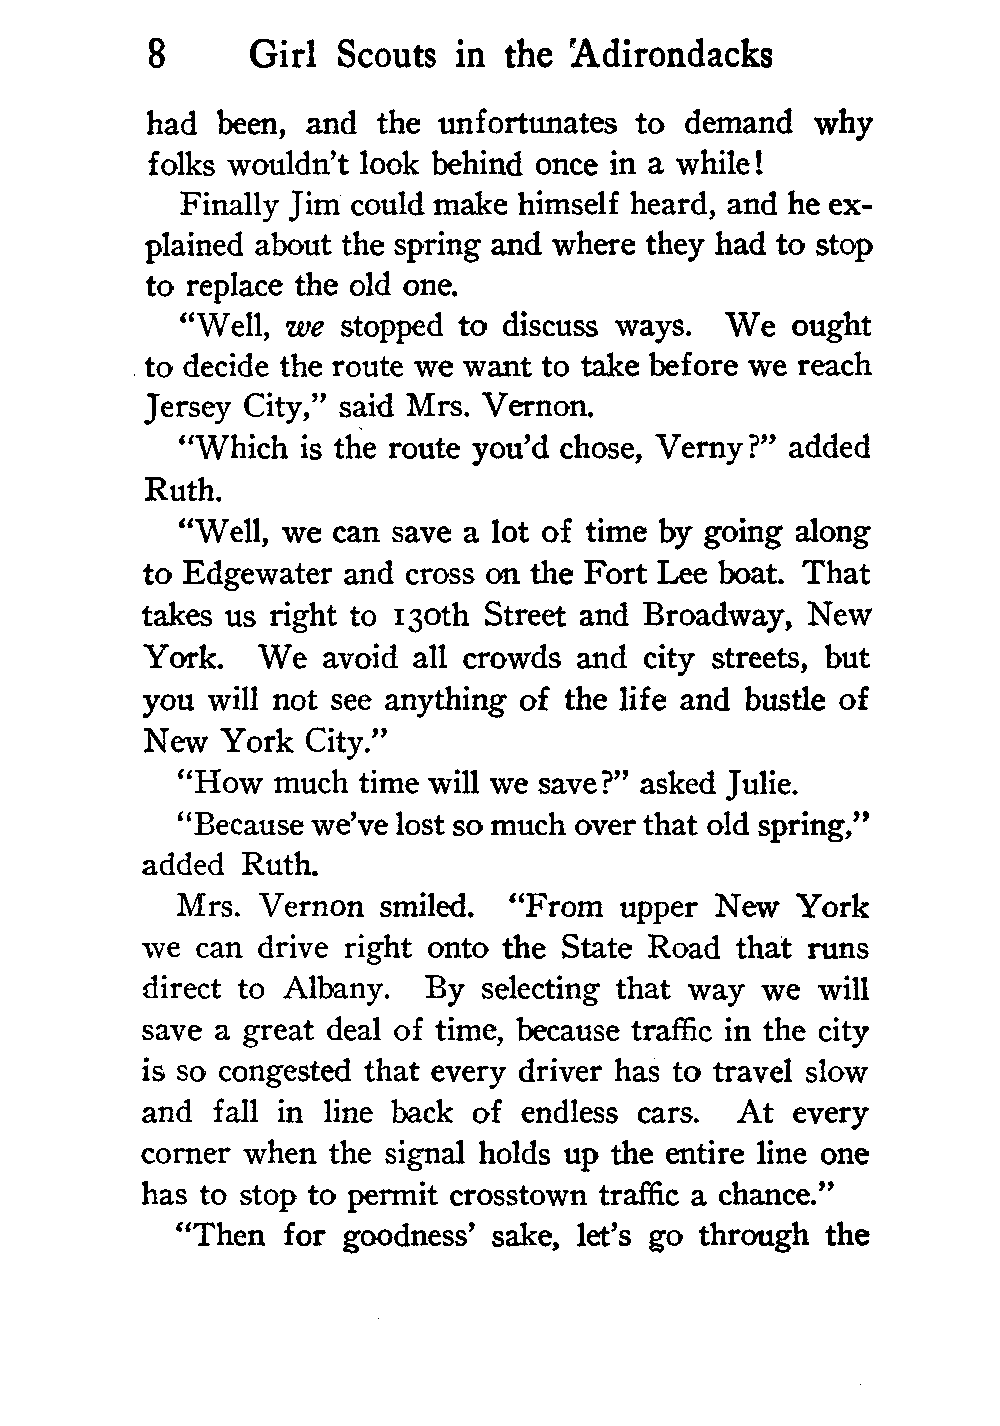 8 Girl Scouts in the 'Adirondacks
had been, and the unfortunates to demand why
folks wouldn't look behind once in a while!
Finally Jim could make himself heard, and he ex-
plained about the spring and where they had to stop
to replace the old one.
“Well, we stopped to discuss ways. We ought
to decide the route we want to take before we reach
Jersey City,” said Mrs. Vernon.
“Which is the route you'd chose, Verny?” added
Ruth.
“Well, we can save a lot of time by going along
to Edgewater and cross on the Fort Lee boat. That
takes us right to 130th Street and Broadway, New
York. We avoid all crowds and city streets, but
you will not see anything of the life and bustle of
New York City.”
“How much time will we save?” asked Julie.
“Because we've lost so much over that old spring,”
added Ruth.
Mrs. Vernon smiled. “From upper New York
we can drive right onto the State Road that runs
direct to Albany. By selecting that way we will
save a great deal of time, because traffic in the city
is so congested that every driver has to travel slow
and fall in line back of endless cars. At every
corner when the signal holds up the entire line one
has to stop to permit crosstown traffic a chance.”
“Then for goodness' sake, let's go through the